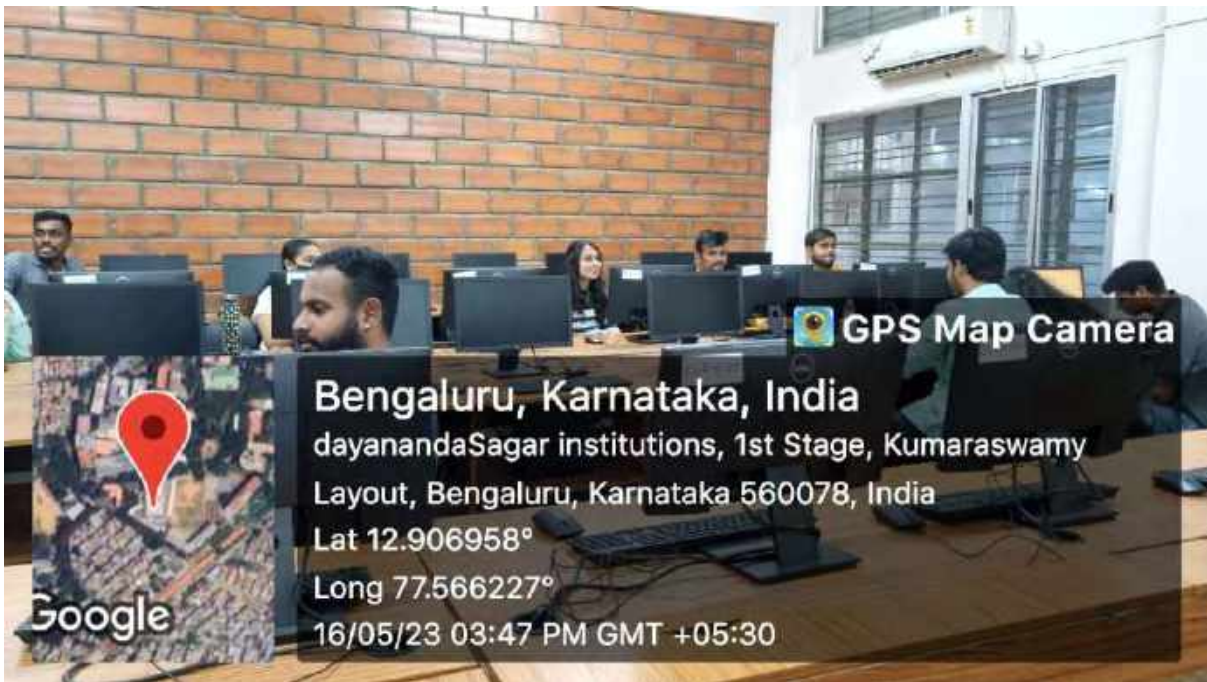 GPS Map Camera
Bengaluru, Karnataka, India
dayanandaSagar institutions, 1st Stage, Kumaraswamy
Layout, Bengaluru, Karnataka 560078, India
Lat 12.906958°
Long 77.566227°
16/05/23 03:47 PM GMT +05:30
Google